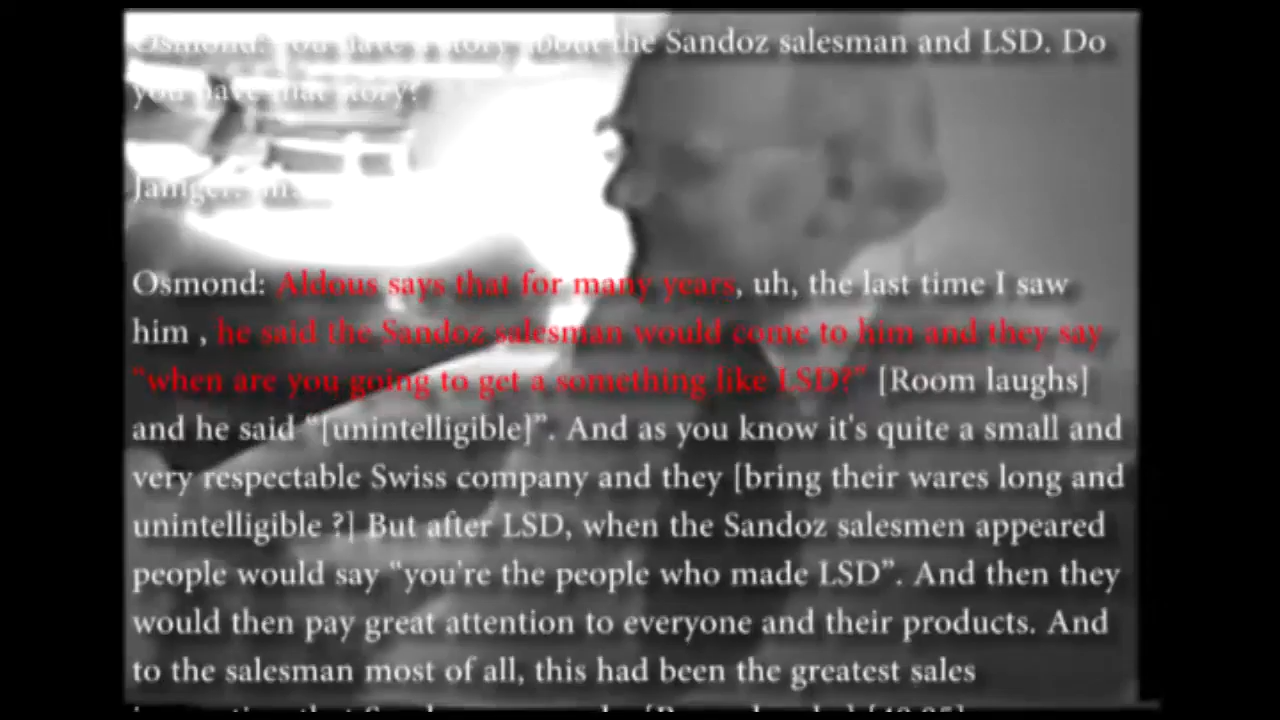 Osmond: You have a story about the Sandoz salesman and LSD. Do
you have that story?
Osmond: Aldous says that for many years, uh, the last time I saw
him , he said the Sandoz salesman would come to him and they say
“when are you going to get a something like LSD?” [Room laughs]
and he said “[unintelligible]”. And as you know it's quite a small and
very respectable Swiss company and they [bring their wares long and
unintelligible ?] But after LSD, when the Sandoz salesmen appeared
people would say “you're the people who made LSD”. And then they
would then pay great attention to everyone and their products. And
to the salesman most of all, this had been the greatest sales